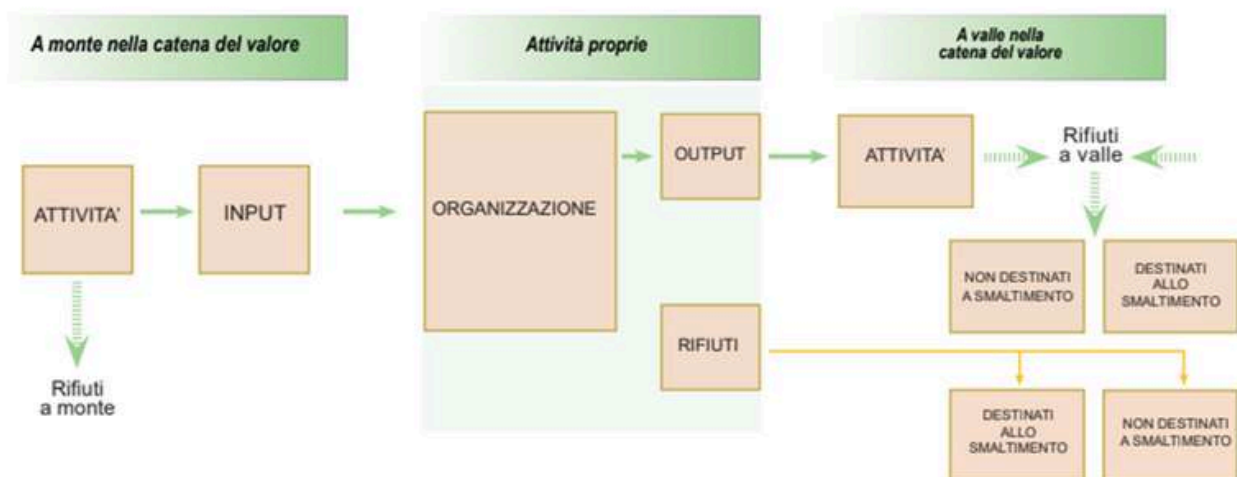 A monte nella catena del valore
Attività proprie
A valle nella
catena del valore
ATTIVITA'
INPUT
ORGANIZZAZIONE
OUTPUT
ATTIVITA'
Rifiuti
a valle
NON DESTINATI
A SMALTIMENTO
DESTINATI
ALLO
SMALTIMENTO
RIFIUTI
Rifiuti
a monte
DESTINATI
ALLO
SMALTIMENTO
NON DESTINATI
A SMALTIMENTO